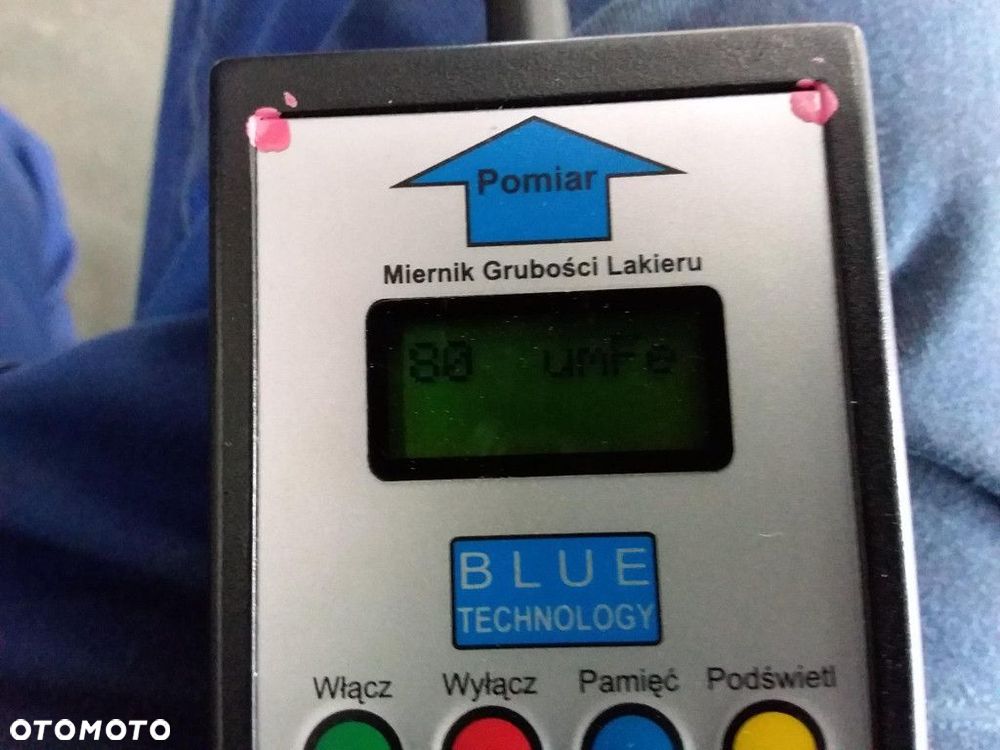 Pomiar
Miernik Grubości Lakieru
80 umFe
BLUE
TECHNOLOGY
Włącz Wyłącz Pamięć Podświetl
OTOMOTO